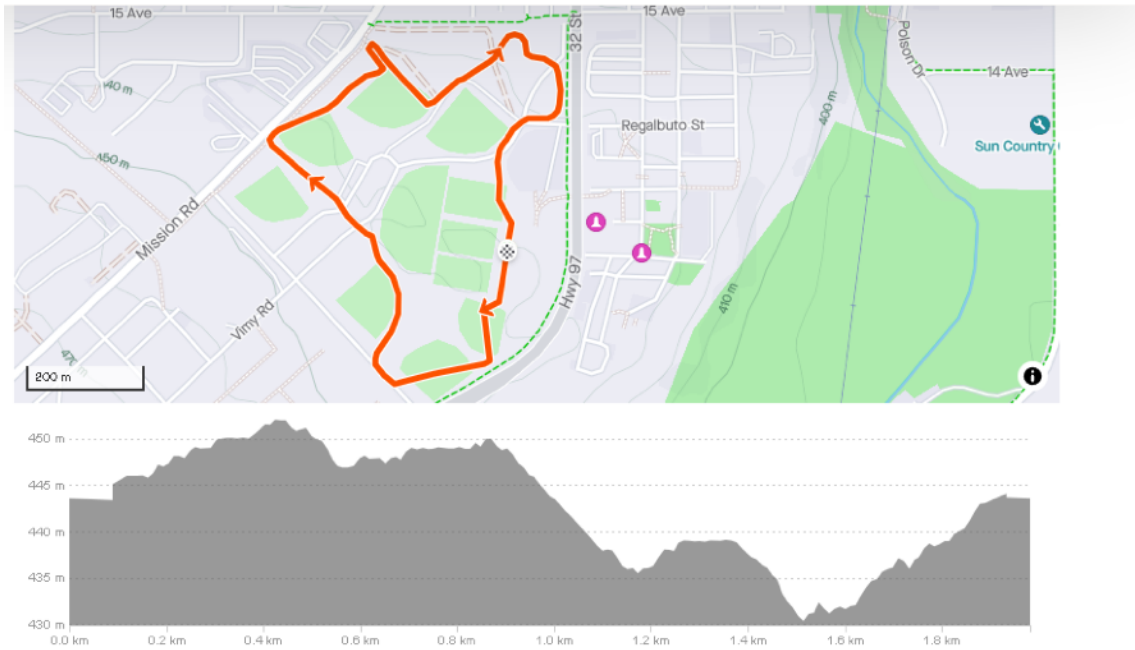 15 Ave
15 Ave
32 St
Polson Dr
14 Ave
440 m
400 m
Regalbuto St
Sun Country
450 m
Mission Rd
Hwy 97
410 m
Vimy Rd
470
200 m
450 m
445 m
440 m
435 m
430 m
0.0 km
0.2 km
0.4 km
0.6 km
0.8 km
1.0 km
1.2 km
1.4 km
1.6 km
1.8 km